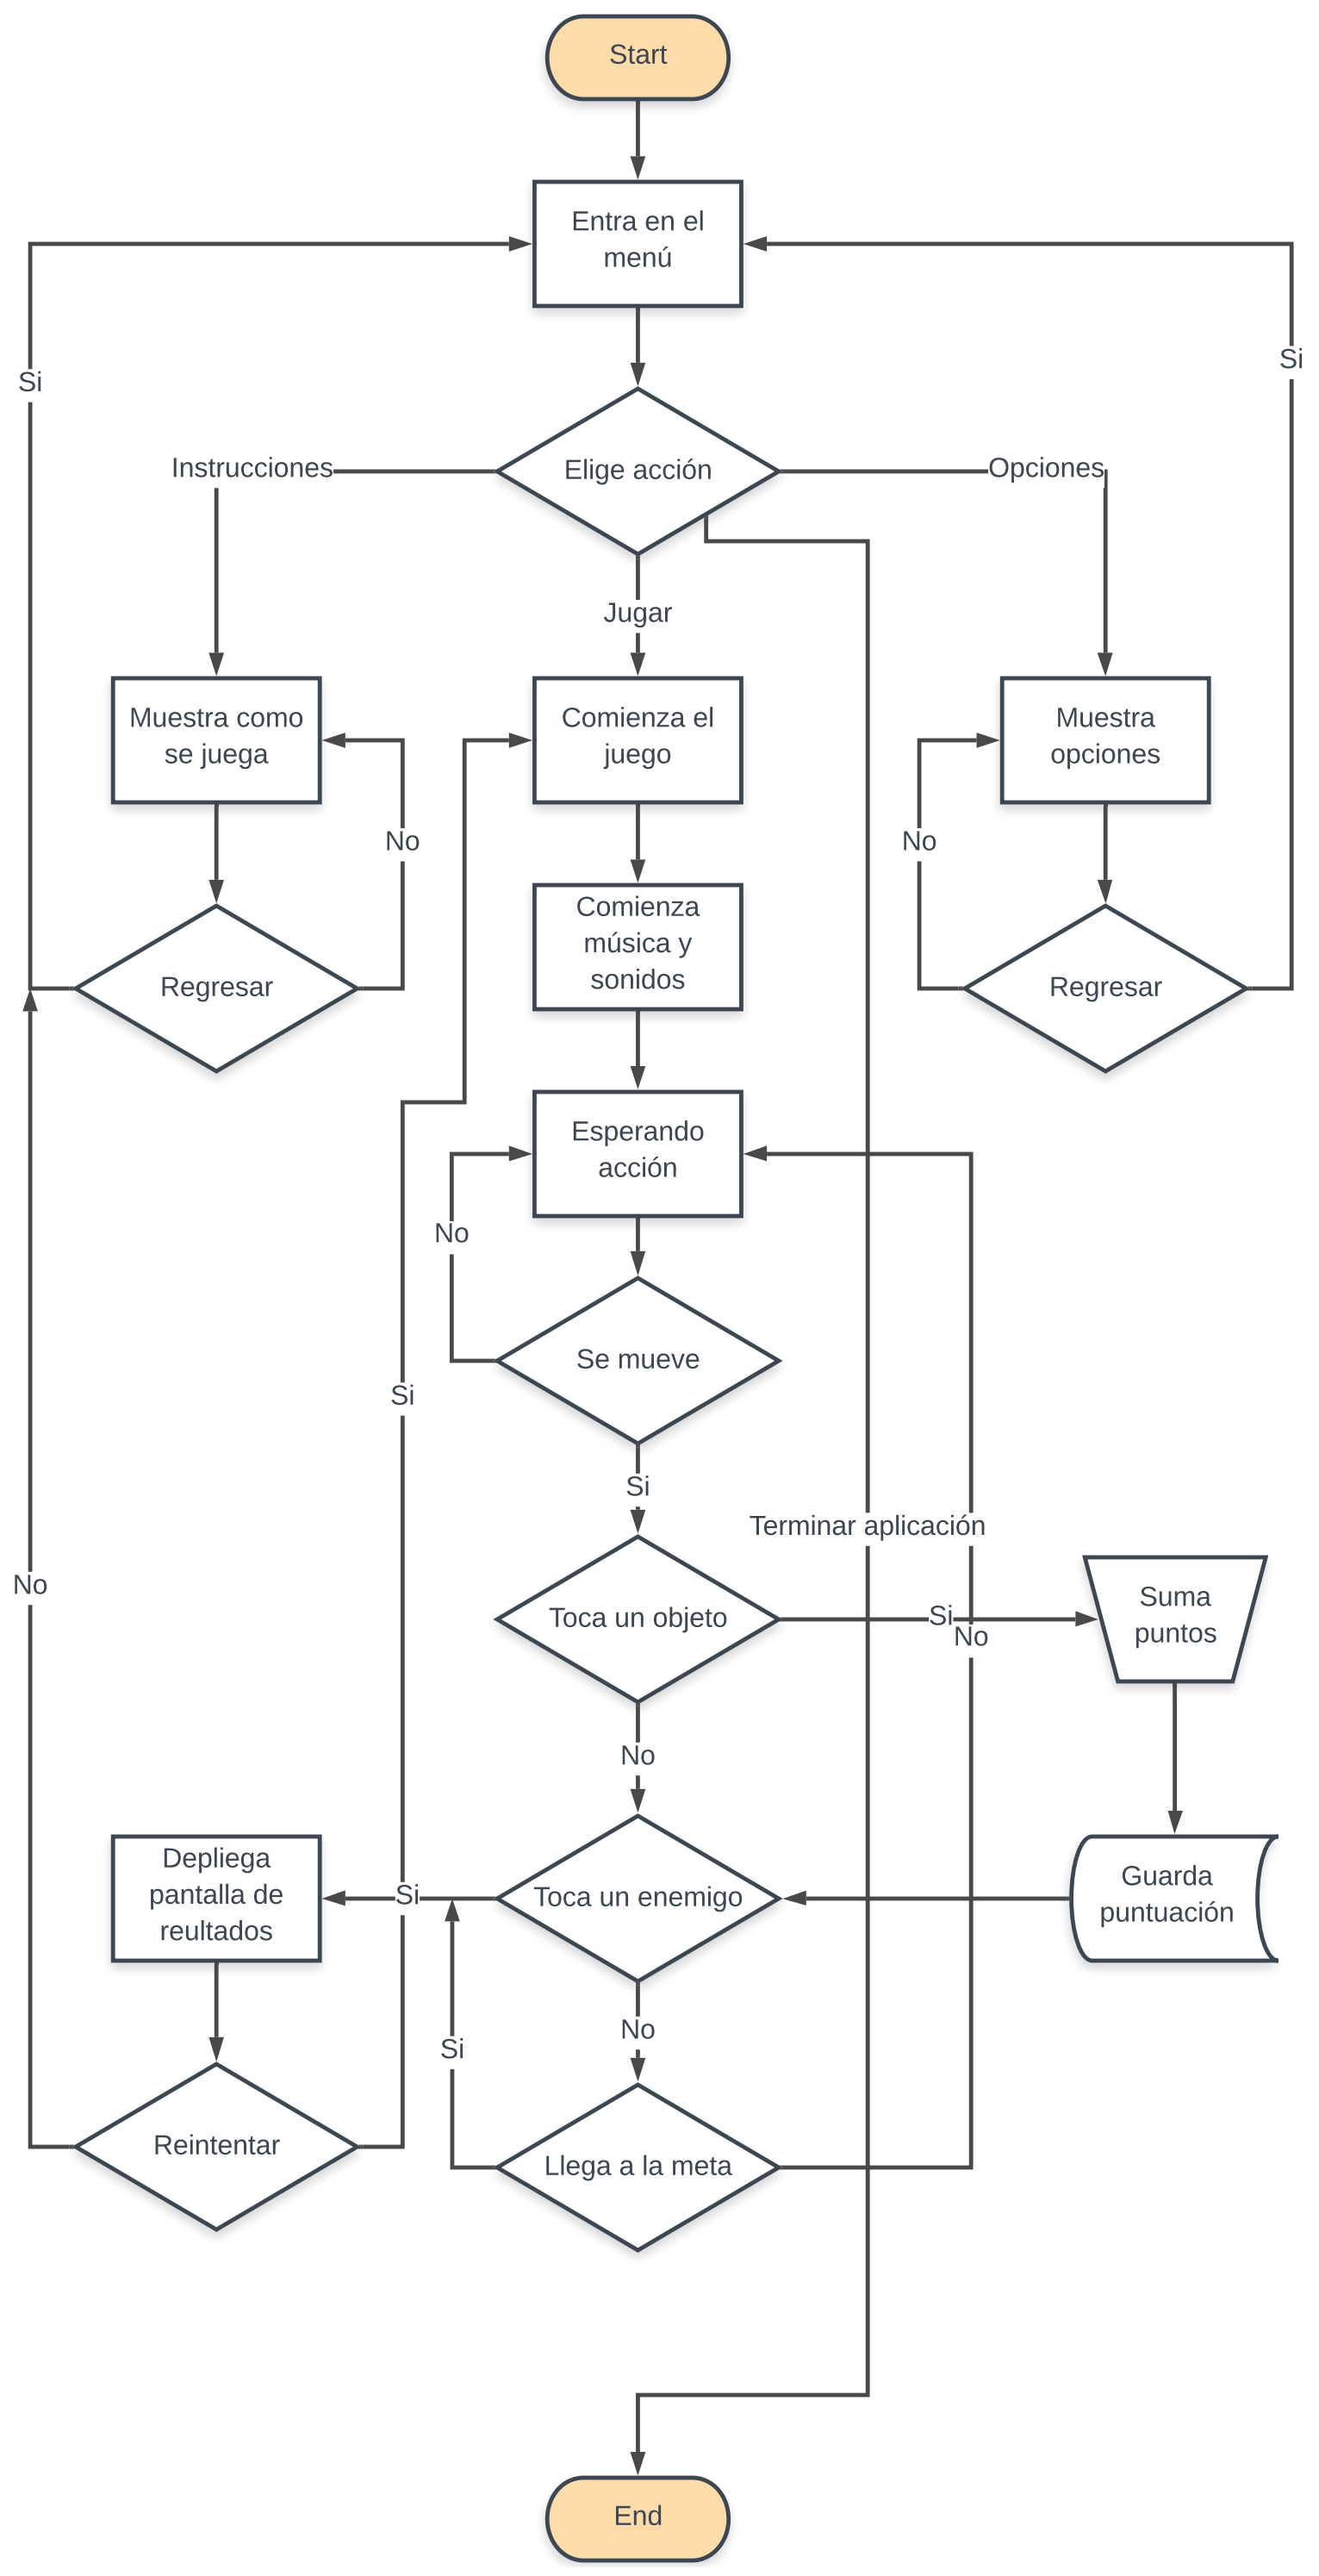 Start
Entra en el
menú
Si
Si
Elige acción
Instrucciones
Opciones
Jugar
Muestra como
se juega
Comienza el
juego
Muestra
opciones
No
No
Comienza
música y
sonidos
Regresar
Regresar
Esperando
acción
No
Se mueve
Si
Si
Terminar aplicación
No
Toca un objeto
Si
No
Suma
puntos
No
Depliega
pantalla de
reultados
Si
Toca un enemigo
Guarda
puntuación
No
Si
Reintentar
Llega a la meta
End